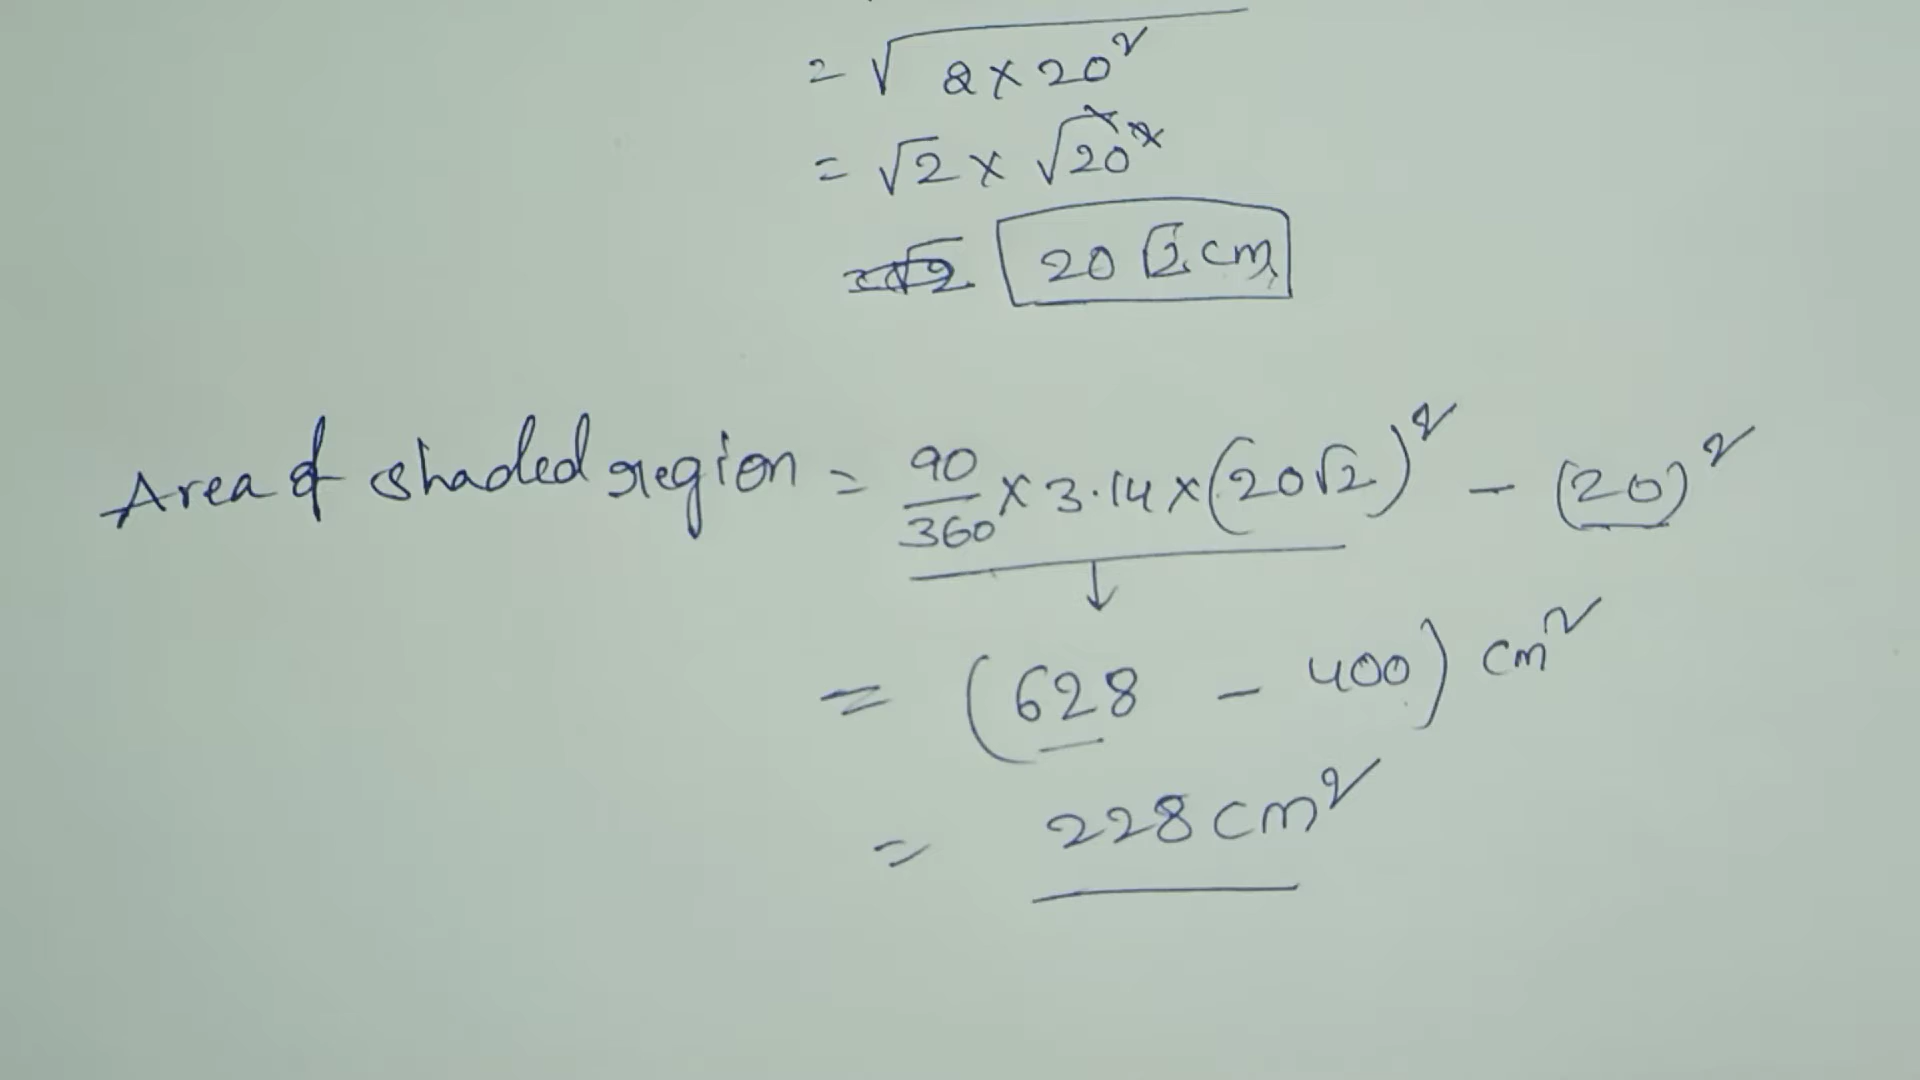 = √2×20²
= √2 × √20²
20√2 cm
Area of shaded region = 90/360 × 3.14 × (20√2)² - (20)²
= (628 - 400) cm²
= 228 cm²